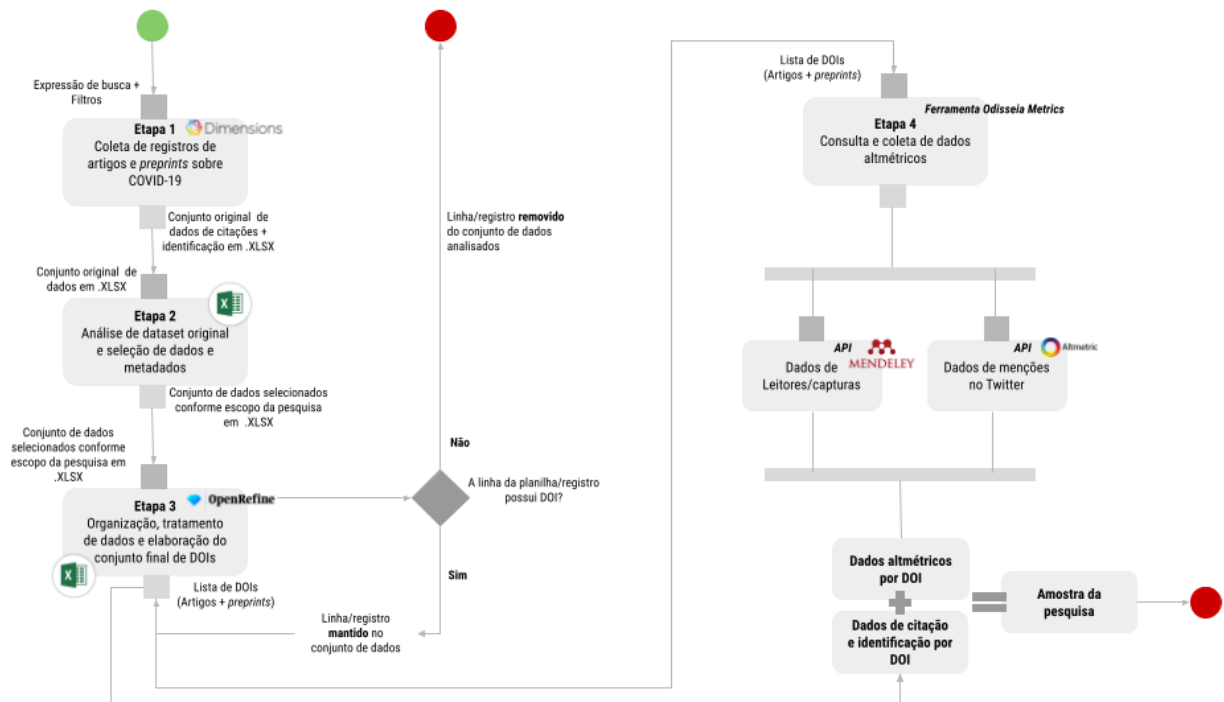 Expressão de busca +
Filtros
Etapa 1
Dimensions
Coleta de registros de
artigos e preprints sobre
COVID-19
Conjunto original de
dados de citações +
identificação em .XLSX
Conjunto original de
dados em .XLSX
X
Etapa 2
Análise de dataset original
e seleção de dados e
metadados
Conjunto de dados selecionados
conforme escopo da pesquisa
em .XLSX
Conjunto de dados
selecionados conforme
escopo da pesquisa em
.XLSX
Etapa 3
OpenRefine
Organização, tratamento
de dados e elaboração do
conjunto final de DOIs
X
Lista de DOIs
(Artigos + preprints)
Linha/registro removido
do conjunto de dados
analisados
Não
A linha da planilha/registro
possui DOI?
Sim
Linha/registro
mantido no
conjunto de dados
Lista de DOIs
(Artigos + preprints)
Ferramenta Odisseia Metrics
Etapa 4
Consulta e coleta de dados
altmétricos
API
MENDELEY
Dados de
Leitores/capturas
API
Altmetric
Dados de menções
no Twitter
Dados altmétricos
por DOI
Dados de citação
e identificação por
DOI
Amostra da
pesquisa